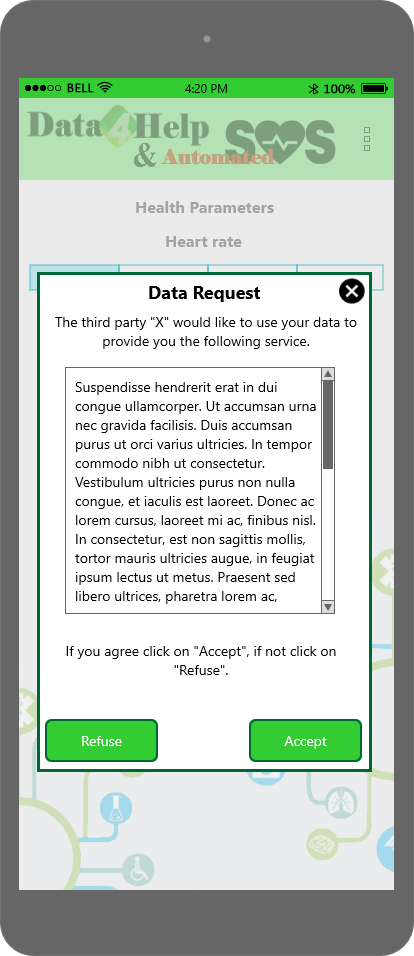 BELL 4:20 PM 100%
Data4Help SOS
& Automated
Health Parameters
Heart rate
Data Request
The third party "X" would like to use your data to
provide you the following service.
Suspendisse hendrerit erat in dui
congue ullamcorper. Ut accumsan urna
nec gravida facilisis. Duis accumsan
purus ut orci varius ultricies. In tempor
commodo nibh ut consectetur.
Vestibulum ultricies purus non nulla
congue, et iaculis est laoreet. Donec ac
lorem cursus, laoreet mi ac, finibus nisl.
In consectetur, est non sagittis mollis,
tortor mauris ultricies augue, in feugiat
ipsum lectus ut metus. Praesent sed
libero ultrices, pharetra lorem ac,
If you agree click on "Accept", if not click on
"Refuse".
Refuse Accept